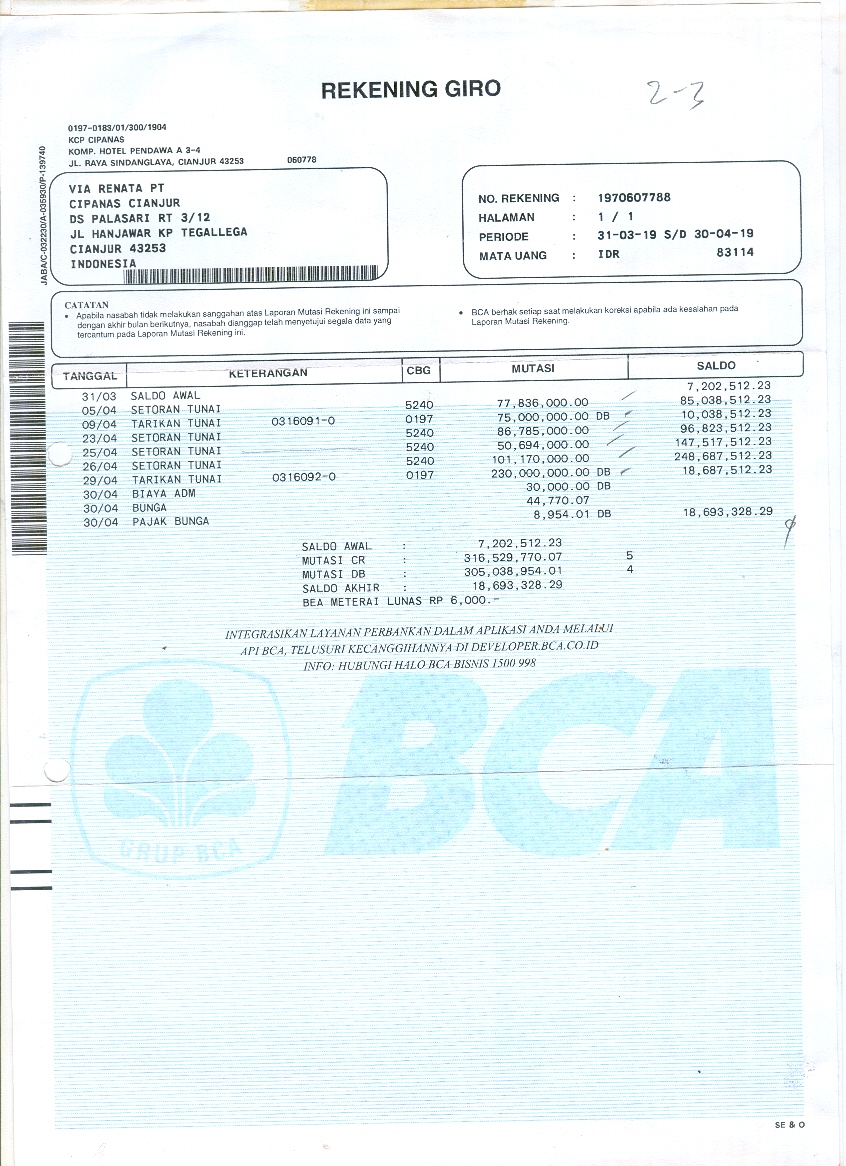 REKENING GIRO
2-3
0197-0183/01/300/1904
KCP CIPANAS
KOMP. HOTEL PENDAWA A 3-4
JL. RAYA SINDANGLAYA, CIANJUR 43253 060778
JABA/C-032230/A-035930/P-139740
VIA RENATA PT
CIPANAS CIANJUR
DS PALASARI RT 3/12
JL HANJAWAR KP TEGALLEGA
CIANJUR 43253
INDONESIA
NO. REKENING : 1970607788
HALAMAN : 1 / 1
PERIODE : 31-03-19 S/D 30-04-19
MATA UANG : IDR 83114
CATATAN
• Apabila nasabah tidak melakukan sanggahan atas Laporan Mutasi Rekening ini sampai
dengan akhir bulan berikutnya, nasabah dianggap telah menyetujui segala data yang
tercantum pada Laporan Mutasi Rekening ini.
• BCA berhak setiap saat melakukan koreksi apabila ada kesalahan pada
Laporan Mutasi Rekening.
TANGGAL KETERANGAN CBG MUTASI SALDO
31/03 SALDO AWAL 7,202,512.23
05/04 SETORAN TUNAI 5240 77,836,000.00 85,038,512.23
09/04 TARIKAN TUNAI 0316091-0 0197 75,000,000.00 DB 10,038,512.23
23/04 SETORAN TUNAI 5240 86,785,000.00 96,823,512.23
25/04 SETORAN TUNAI 5240 50,694,000.00 147,517,512.23
26/04 SETORAN TUNAI 5240 101,170,000.00 248,687,512.23
29/04 TARIKAN TUNAI 0316092-0 0197 230,000,000.00 DB 18,687,512.23
30/04 BIAYA ADM 30,000.00 DB
30/04 BUNGA 44,770.07
30/04 PAJAK BUNGA 8,954.01 DB 18,693,328.29
SALDO AWAL : 7,202,512.23
MUTASI CR : 316,529,770.07 5
MUTASI DB : 305,038,954.01 4
SALDO AKHIR : 18,693,328.29
BEA METERAI LUNAS RP 6,000.-
INTEGRASIKAN LAYANAN PERBANKAN DALAM APLIKASI ANDA MELALUI
API BCA, TELUSURI KECANGGIHANNYA DI DEVELOPER.BCA.CO.ID
INFO: HUBUNGI HALO BCA BISNIS 1500 998
BCA
GRUP BCA
SE & O